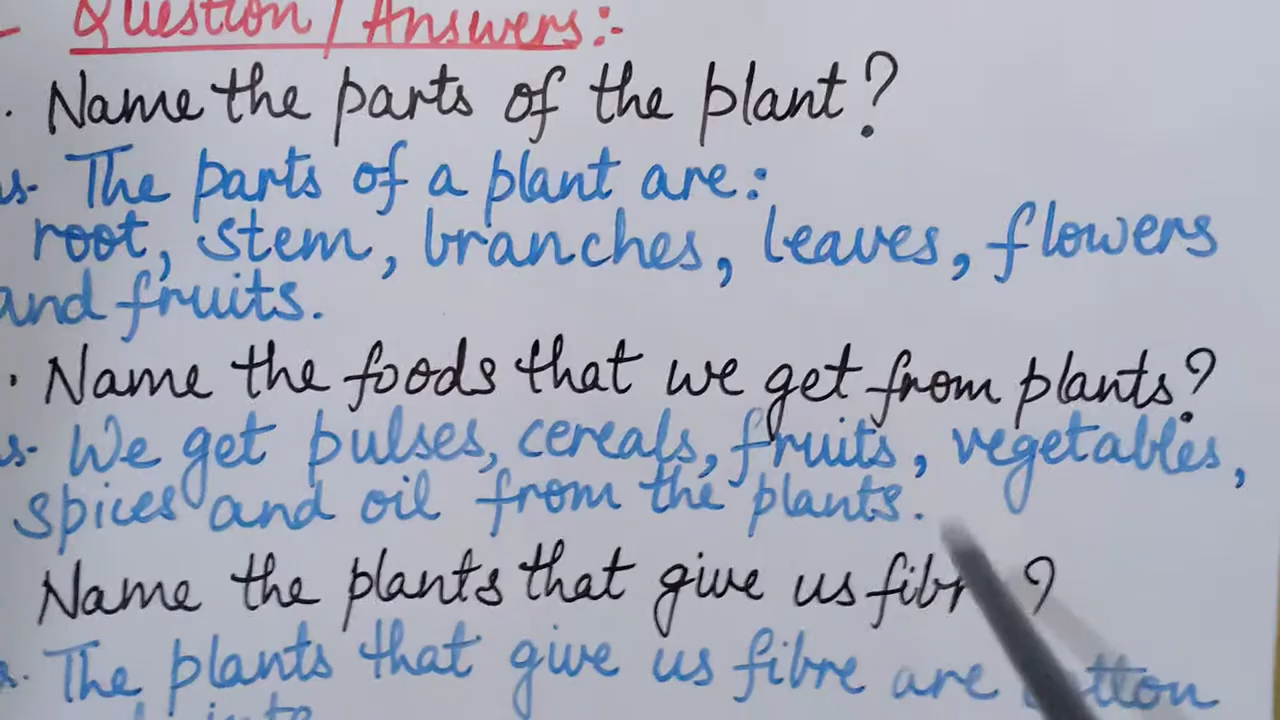 Question/Answers:-
. Name the parts of the plant?
s- The parts of a plant are:
root, stem, branches, leaves, flowers
and fruits.
. Name the foods that we get from plants?
s- We get pulses, cereals, fruits, vegetables,
spices and oil from the plants.
Name the plants that give us ?
s. The plants that give us fibre are